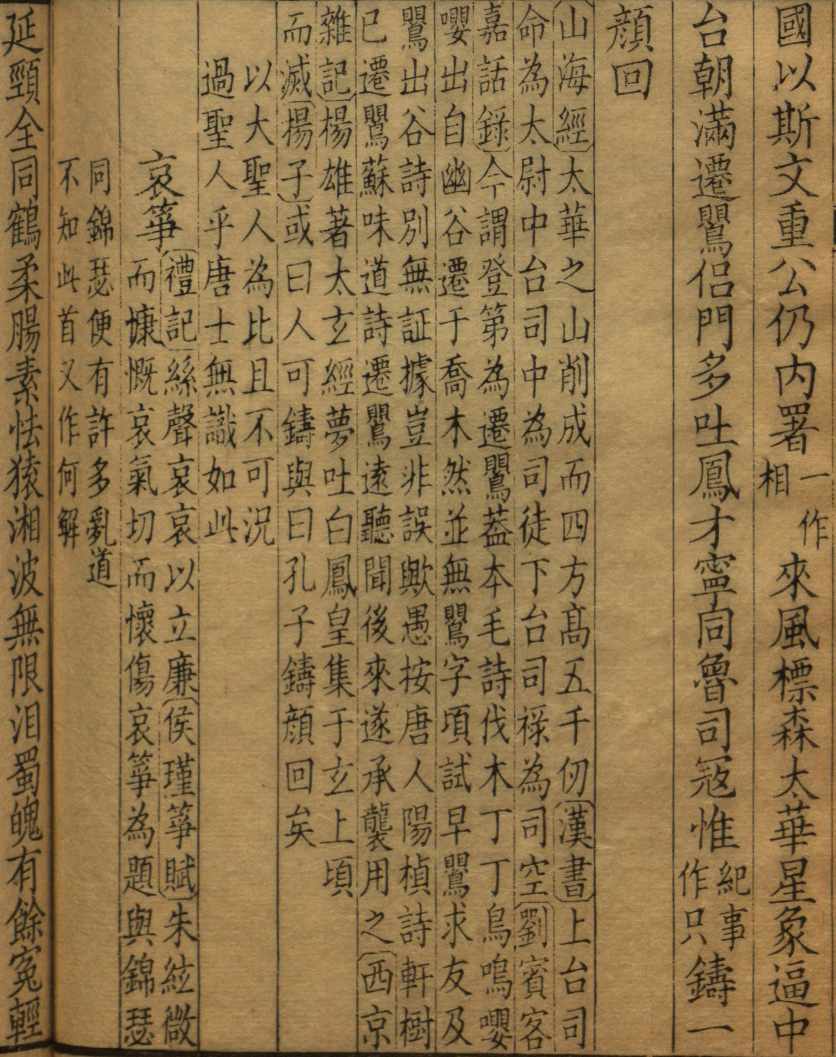 國以斯文重公仍內署一作相來風標森太華星象逼中
台朝滿遷鸎侣門多吐鳳才寧同魯司寇惟紀事作只鑄一
顔回
山海經太華之山削成而四方髙五千仞漢書上台司
命為太尉中台司中為司徒下台司禄為司空劉賓客
嘉話錄今謂登第為遷鸎葢本毛詩伐木丁丁鳥鳴嚶
嚶出自幽谷遷于喬木然並無鸎字項試早鸎求友及
鸎出谷詩別無証據豈非誤歟愚按唐人陽楨詩軒樹
已遷鸎蘇味道詩遷鸎遠聽聞後來遂承襲用之西京
雜記楊雄著太玄經夢吐白鳳皇集于玄上頃
而滅揚子或曰人可鑄與曰孔子鑄顔回矣
以大聖人為比且不可況
過聖人乎唐士無識如此
哀箏
禮記絲聲哀哀以立廉侯瑾箏賦朱絃微
而慷慨哀氣切而懷傷哀箏為題與錦瑟
同錦瑟便有許多亂道
不知此首又作何解
延頸全同鶴柔腸素怯猿湘波無限泪蜀魄有餘冤輕